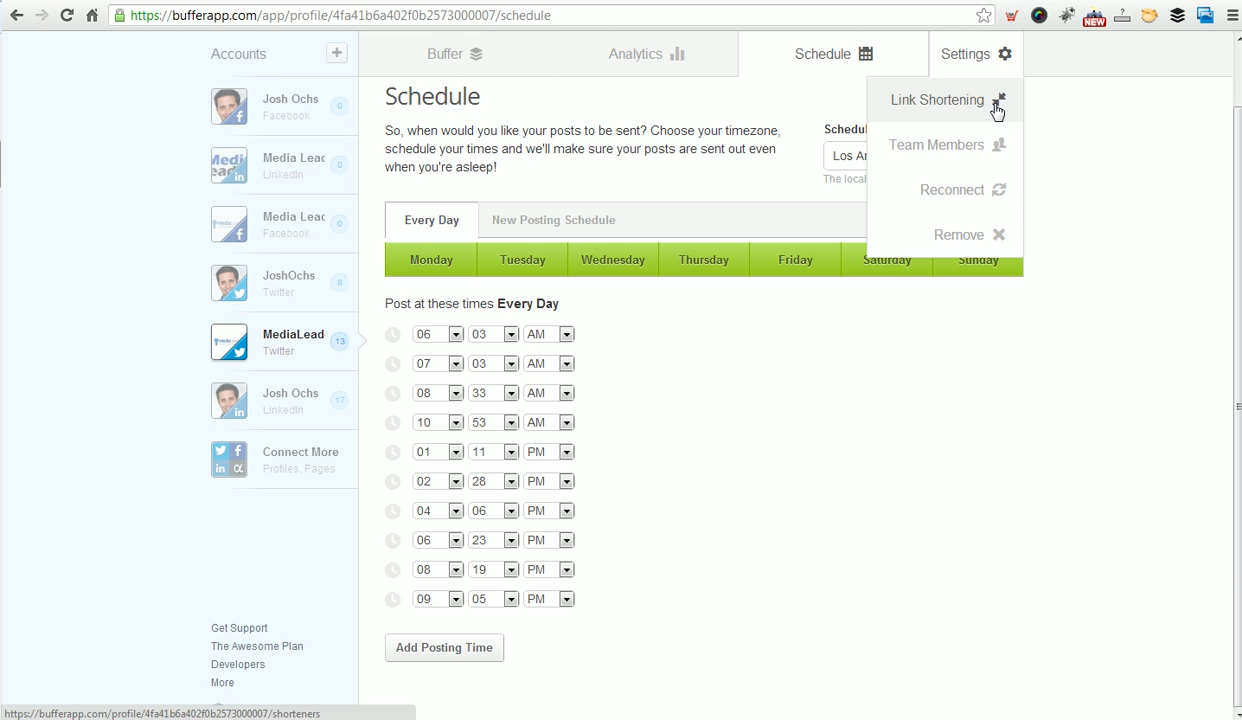 https://bufferapp.com/app/profile/4fa41b6a402f0b2573000007/schedule
NEW
Accounts +
Buffer
Analytics
Schedule
Settings
Josh Ochs
Facebook
0
Media Leac
LinkedIn
0
Media Leac
Facebook
0
JoshOchs
Twitter
8
MediaLead
Twitter
13
Josh Ochs
LinkedIn
17
Connect More
Profiles, Pages
Get Support
The Awesome Plan
Developers
More
Schedule
So, when would you like your posts to be sent? Choose your timezone,
schedule your times and we'll make sure your posts are sent out even
when you're asleep!
Schedul
Los An
The local
Link Shortening
Team Members
Reconnect
Remove
Every Day
New Posting Schedule
Monday Tuesday Wednesday Thursday Friday Saturday Sunday
Post at these times Every Day
06 03 AM
07 03 AM
08 33 AM
10 53 AM
01 11 PM
02 28 PM
04 06 PM
06 23 PM
08 19 PM
09 05 PM
Add Posting Time
https://bufferapp.com/profile/4fa41b6a402f0b2573000007/shorteners